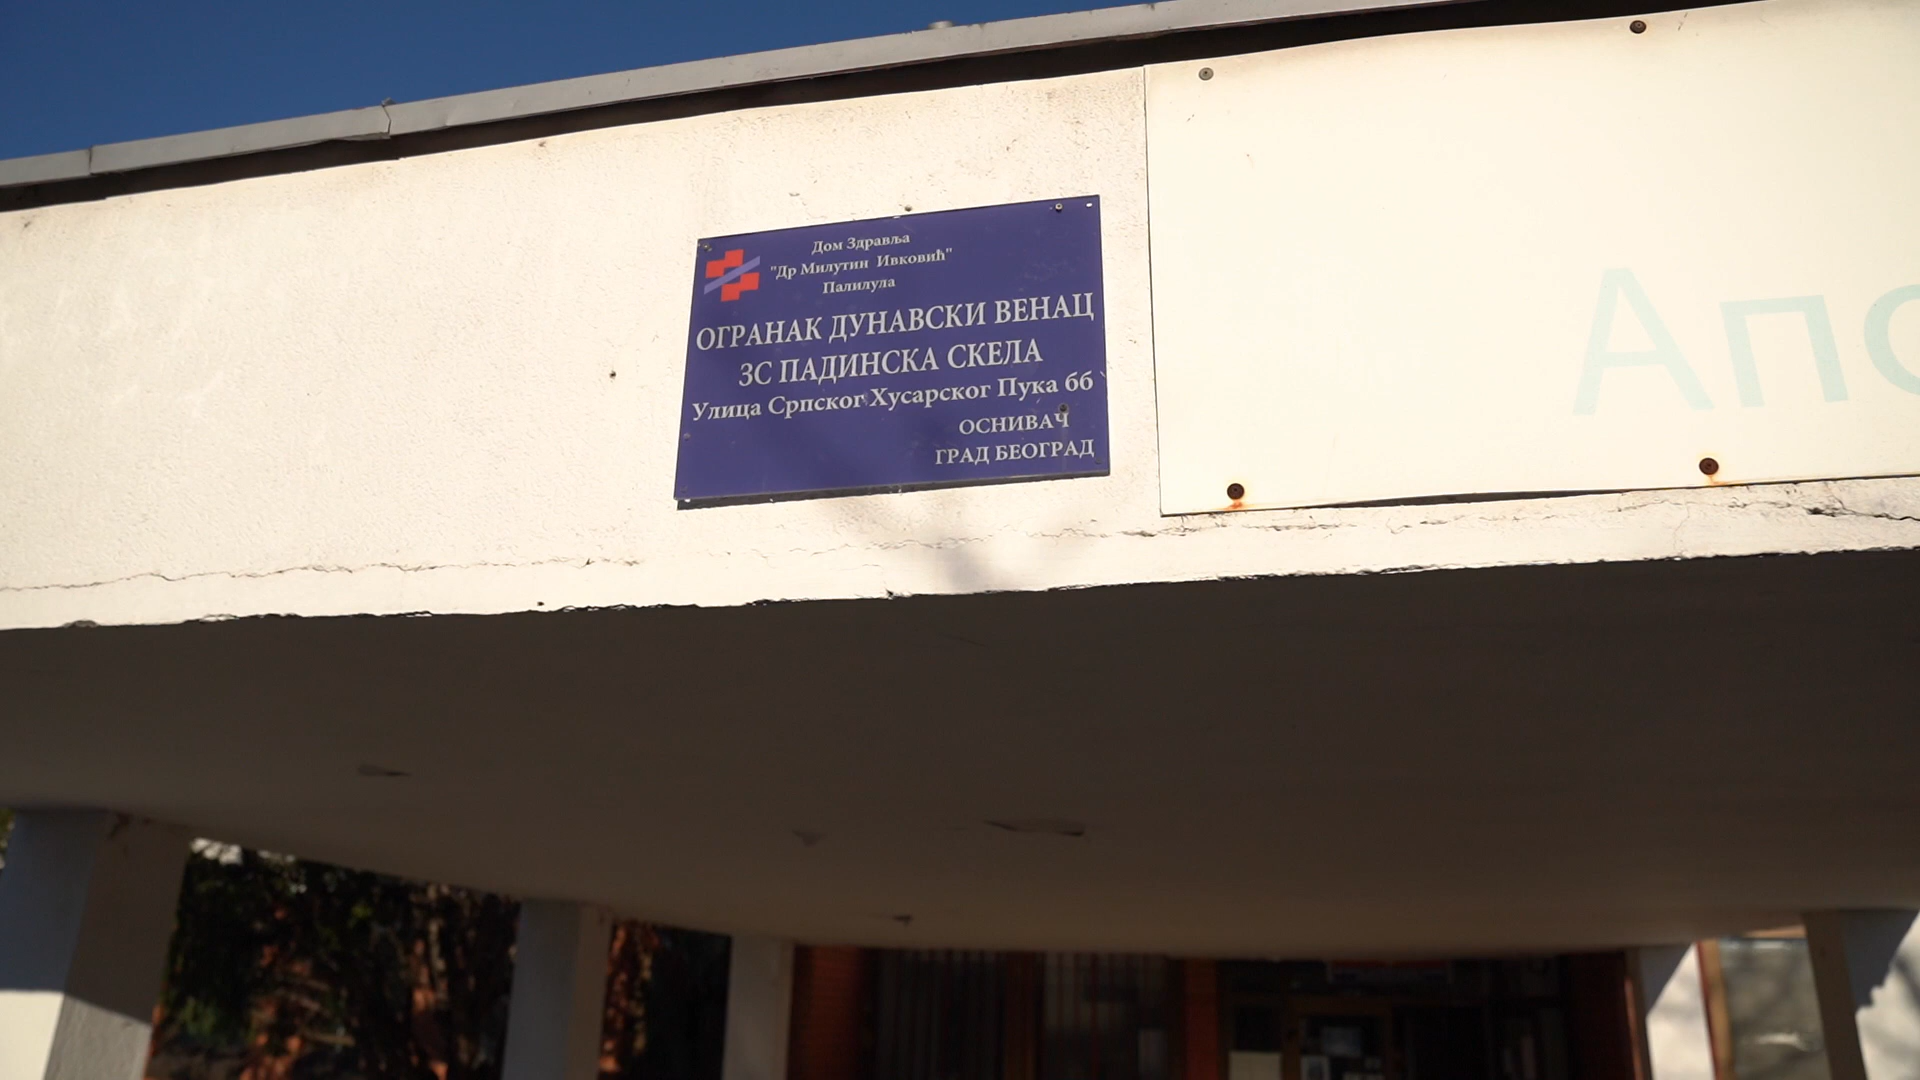 Дом Здравља
"Др Милутин Ивковић"
Палилула
ОГРАНАК ДУНАВСКИ ВЕНАЦ
ЗС ПАДИНСКА СКЕЛА
Улица Српског Хусарског Пука бб
ОСНИВАЧ
ГРАД БЕОГРАД